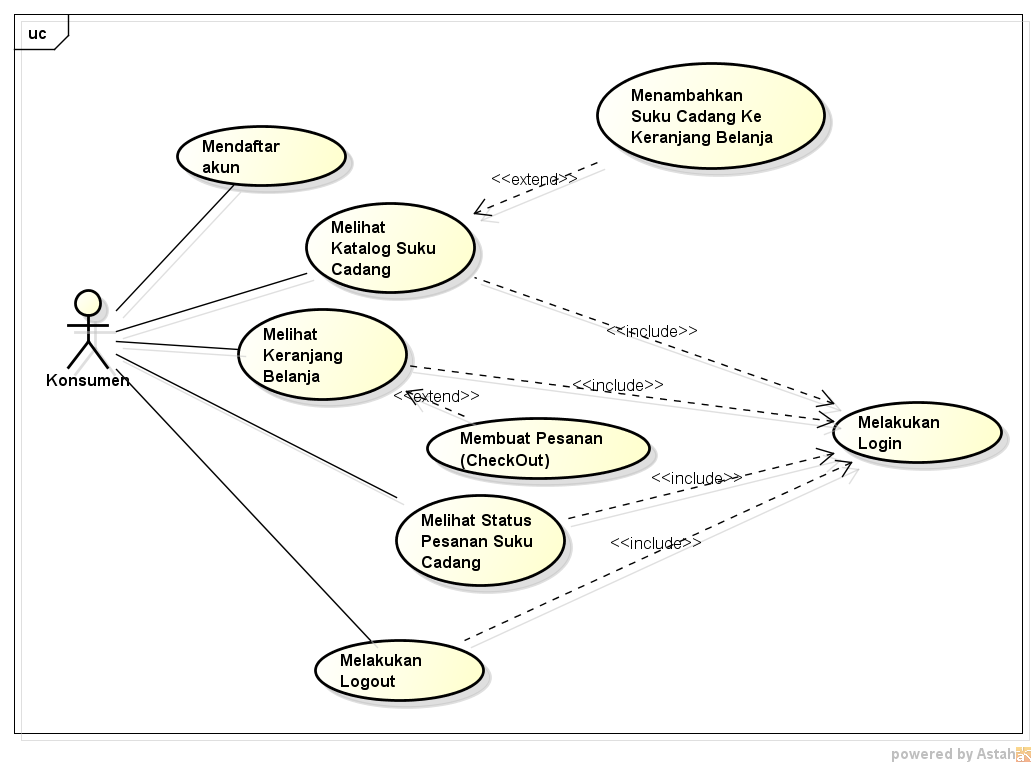 uc
Menambahkan
Suku Cadang Ke
Keranjang Belanja
Mendaftar
akun
<<extend>>
Melihat
Katalog Suku
Cadang
<<include>>
Melihat
Keranjang
Belanja
Konsumen
<<include>>
<<extend>>
Membuat Pesanan
(CheckOut)
Melakukan
Login
<<include>>
Melihat Status
Pesanan Suku
Cadang
<<include>>
Melakukan
Logout
powered by Astah